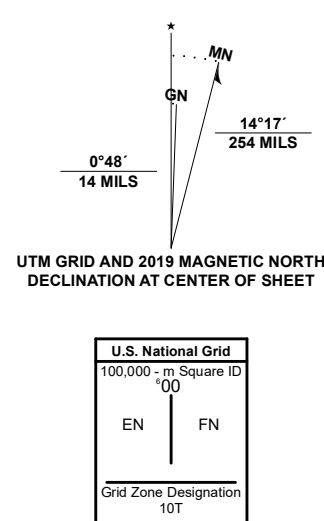 ★
MN
GN
14°17´
254 MILS
0°48´
14 MILS
UTM GRID AND 2019 MAGNETIC NORTH
DECLINATION AT CENTER OF SHEET
U.S. National Grid
100,000 - m Square ID
⁶00
EN FN
Grid Zone Designation
10T